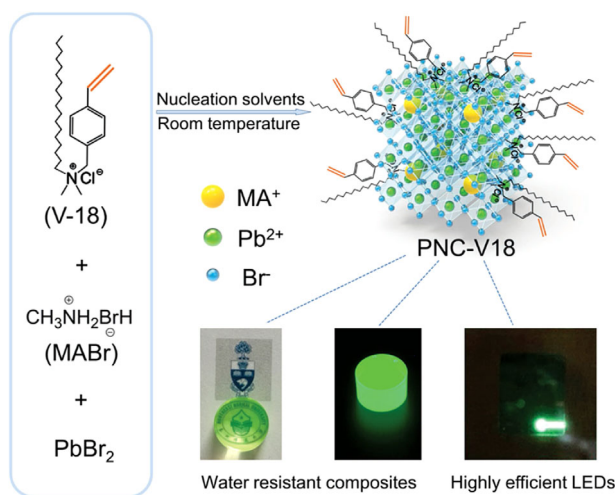 N Cl⊖
⊕
(V-18)
+
⊕
CH₃NH₂BrH
⊖
(MABr)
+
PbBr₂
Nucleation solvents
Room temperature
MA⁺
Pb²⁺
Br⁻
PNC-V18
Water resistant composites
Highly efficient LEDs